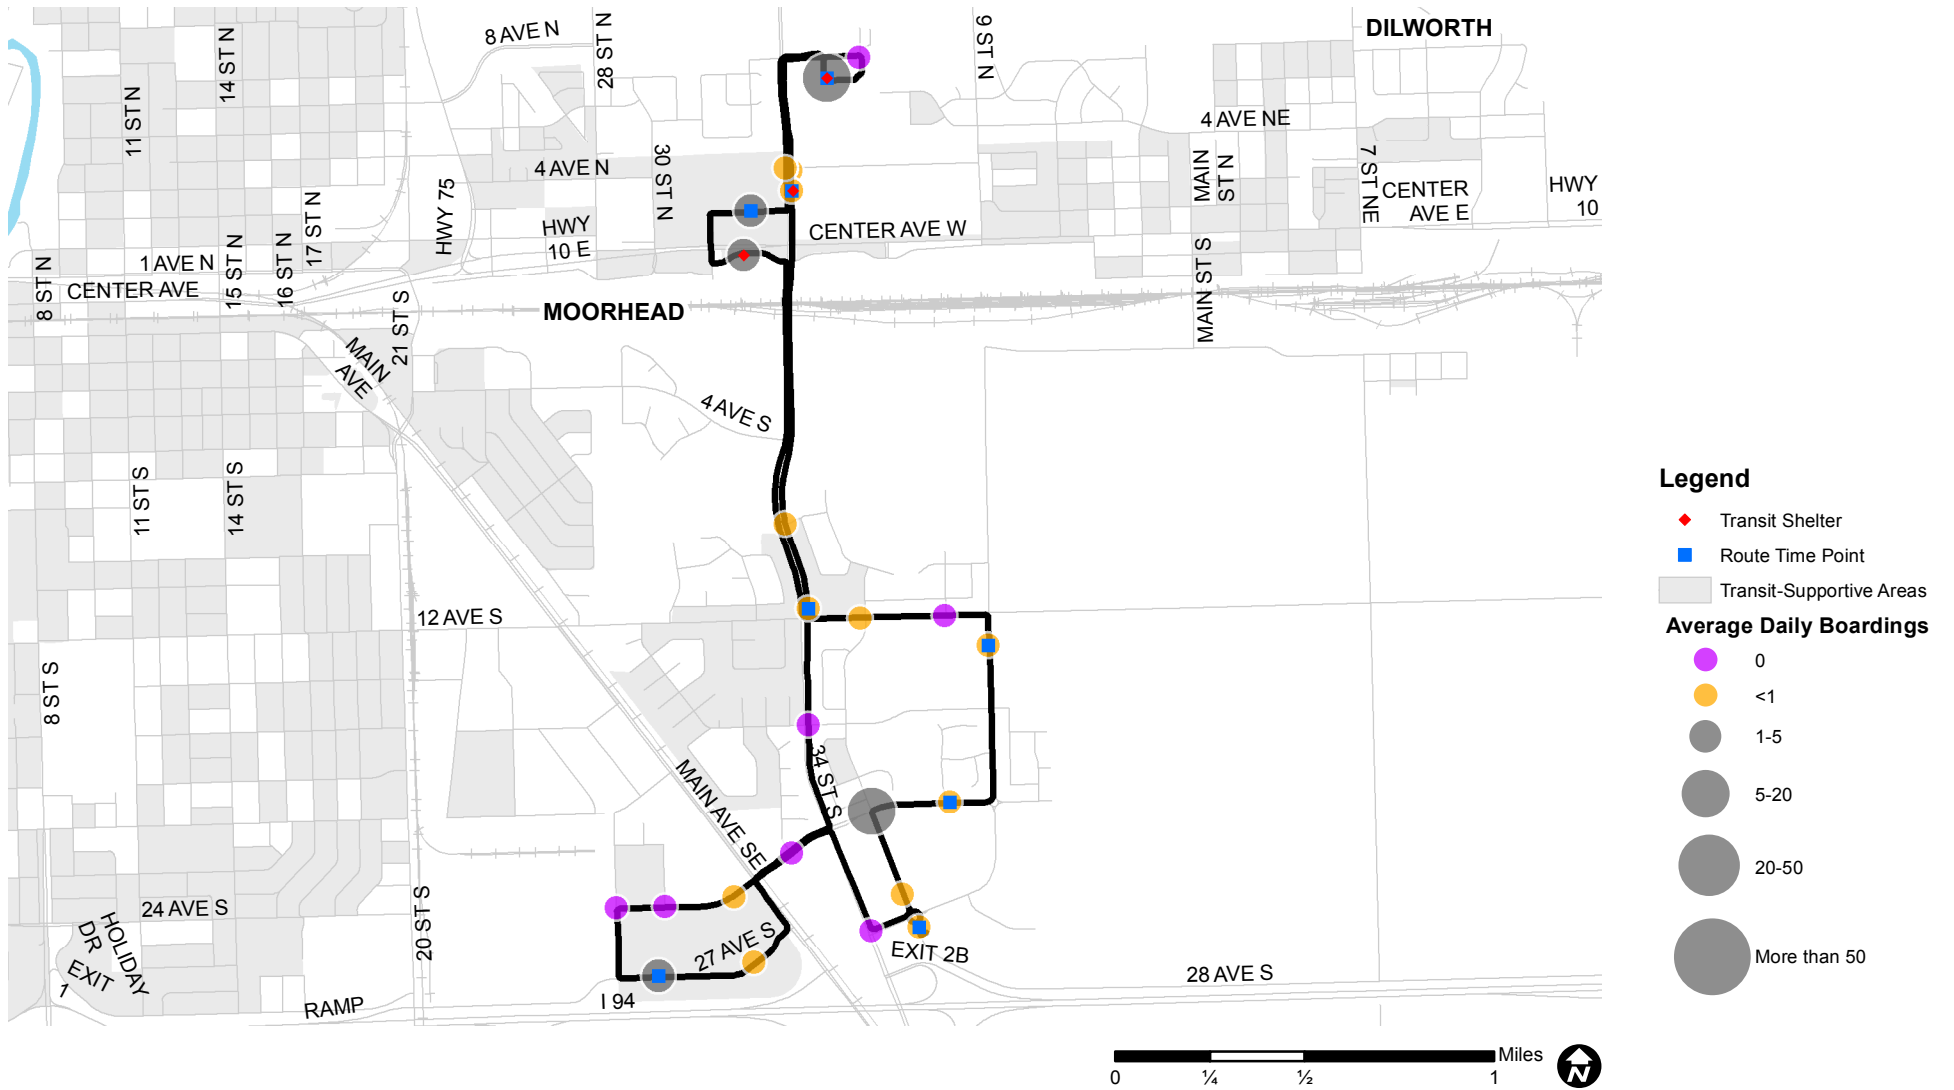 DILWORTH
8 AVE N
28 ST N
9 ST N
14 ST N
11 ST N
4 AVE NE
4 AVE N
30 ST N
MAIN
ST N
7 ST NE
CENTER
AVE E
HWY
10
HWY 75
17 ST N
16 ST N
15 ST N
HWY
10 E
CENTER AVE W
1 AVE N
CENTER AVE
8 ST N
MAIN ST S
MOORHEAD
21 ST S
MAIN
AVE
4 AVE S
11 ST S
14 ST S
12 AVE S
8 ST S
34 ST S
MAIN AVE SE
24 AVE S
HOLIDAY
DR
EXIT
1
20 ST S
27 AVE S
EXIT 2B
28 AVE S
I 94
RAMP
Legend
Transit Shelter
Route Time Point
Transit-Supportive Areas
Average Daily Boardings
0
<1
1-5
5-20
20-50
More than 50
Miles
0 ¼ ½ 1
N